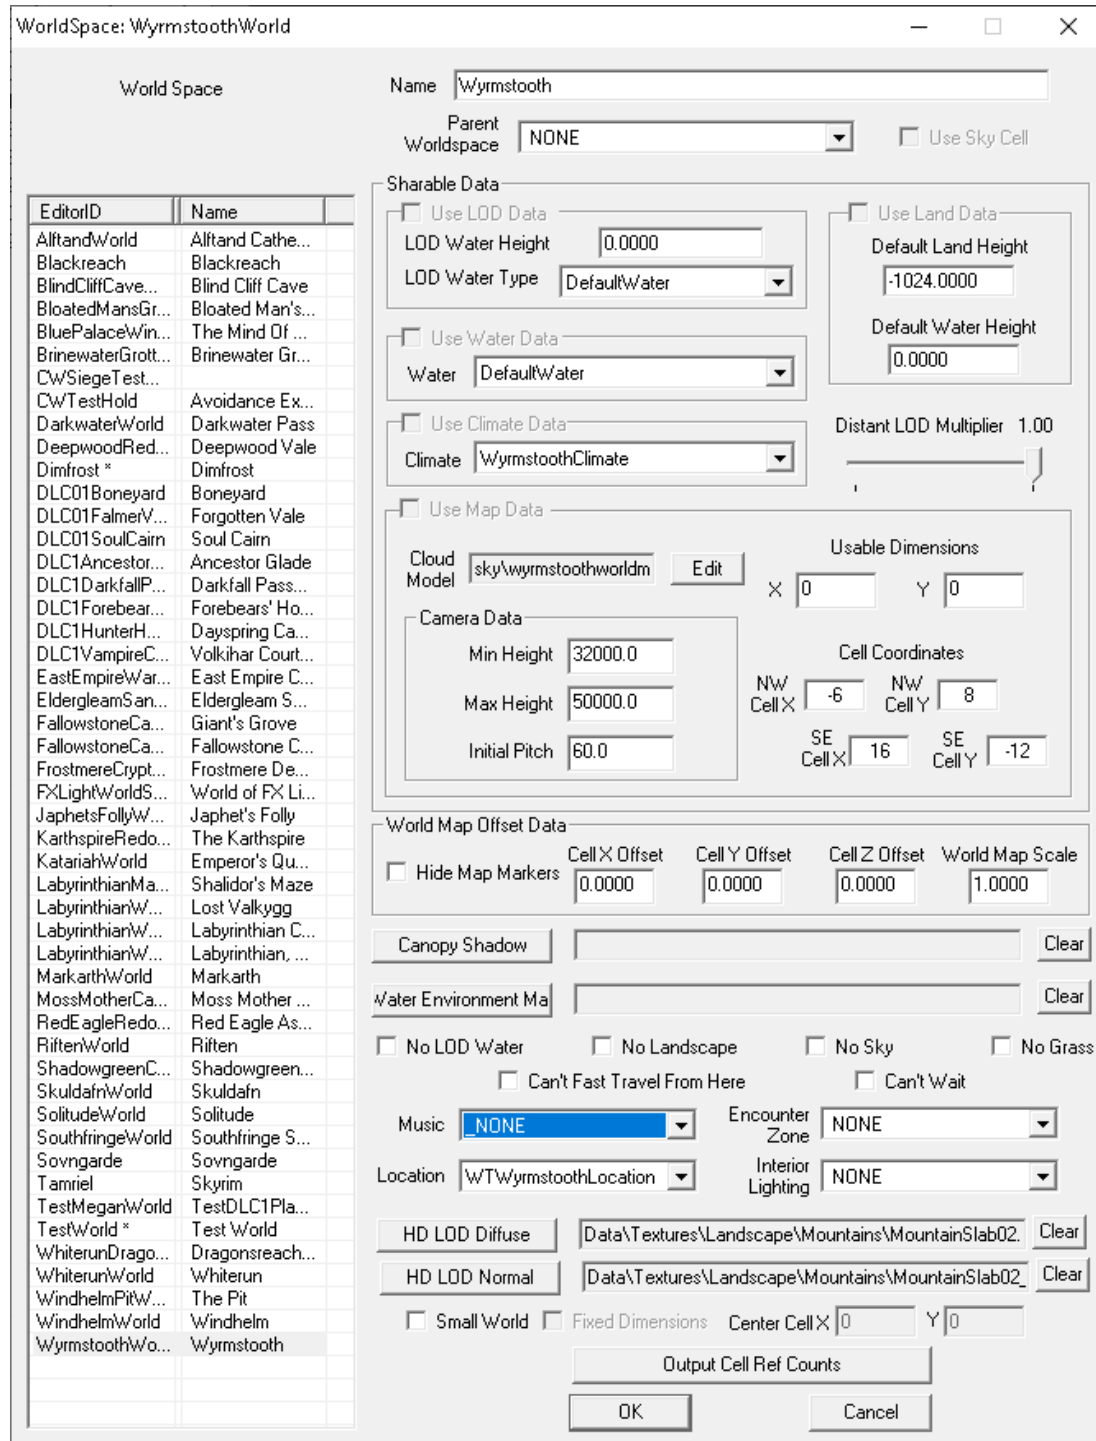 WorldSpace: WyrmstoothWorld
World Space
Name Wyrmstooth
Parent Worldspace NONE Use Sky Cell
EditorID Name
AlftandWorld Alftand Cathe...
Blackreach Blackreach
BlindCliffCave... Blind Cliff Cave
BloatedMansGr... Bloated Man's...
BluePalaceWin... The Mind Of ...
BrinewaterGrott... Brinewater Gr...
CWSiegeTest...
CWTestHold Avoidance Ex...
DarkwaterWorld Darkwater Pass
DeepwoodRed... Deepwood Vale
Dimfrost * Dimfrost
DLC01Boneyard Boneyard
DLC01FalmerV... Forgotten Vale
DLC01SoulCairn Soul Cairn
DLC1Ancestor... Ancestor Glade
DLC1DarkfallP... Darkfall Pass...
DLC1Forebear... Forebears' Ho...
DLC1HunterH... Dayspring Ca...
DLC1VampireC... Volkihar Court...
EastEmpireWar... East Empire C...
EldergleamSan... Eldergleam S...
FallowstoneCa... Giant's Grove
FallowstoneCa... Fallowstone C...
FrostmereCrypt... Frostmere De...
FXLightWorldS... World of FX Li...
JaphetsFollyW... Japhet's Folly
KarthspireRedo... The Karthspire
KatariahWorld Emperor's Qu...
LabyrinthianMa... Shalidor's Maze
LabyrinthianW... Lost Valkygg
LabyrinthianW... Labyrinthian C...
LabyrinthianW... Labyrinthian, ...
MarkarthWorld Markarth
MossMotherCa... Moss Mother ...
RedEagleRedo... Red Eagle As...
RiftenWorld Riften
ShadowgreenC... Shadowgreen...
SkuldafnWorld Skuldafn
SolitudeWorld Solitude
SouthfringeWorld Southfringe S...
Sovngarde Sovngarde
Tamriel Skyrim
TestMeganWorld TestDLC1Pla...
TestWorld * Test World
WhiterunDrago... Dragonsreach...
WhiterunWorld Whiterun
WindhelmPitW... The Pit
WindhelmWorld Windhelm
WyrmstoothWo... Wyrmstooth
Sharable Data
Use LOD Data
LOD Water Height 0.0000
LOD Water Type DefaultWater
Use Land Data
Default Land Height
-1024.0000
Default Water Height
0.0000
Use Water Data
Water DefaultWater
Use Climate Data
Climate WyrmstoothClimate
Distant LOD Multiplier 1.00
Use Map Data
Cloud Model sky\wyrmstoothworldm Edit
Usable Dimensions
X 0 Y 0
Camera Data
Min Height 32000.0
Max Height 50000.0
Initial Pitch 60.0
Cell Coordinates
NW Cell X -6 NW Cell Y 8
SE Cell X 16 SE Cell Y -12
World Map Offset Data
Hide Map Markers
Cell X Offset Cell Y Offset Cell Z Offset World Map Scale
0.0000 0.0000 0.0000 1.0000
Canopy Shadow Clear
Water Environment Ma Clear
No LOD Water No Landscape No Sky No Grass
Can't Fast Travel From Here Can't Wait
Music _NONE Encounter Zone NONE
Location WTWyrmstoothLocation Interior Lighting NONE
HD LOD Diffuse Data\Textures\Landscape\Mountains\MountainSlab02. Clear
HD LOD Normal Data\Textures\Landscape\Mountains\MountainSlab02_ Clear
Small World Fixed Dimensions Center Cell X 0 Y 0
Output Cell Ref Counts
OK Cancel